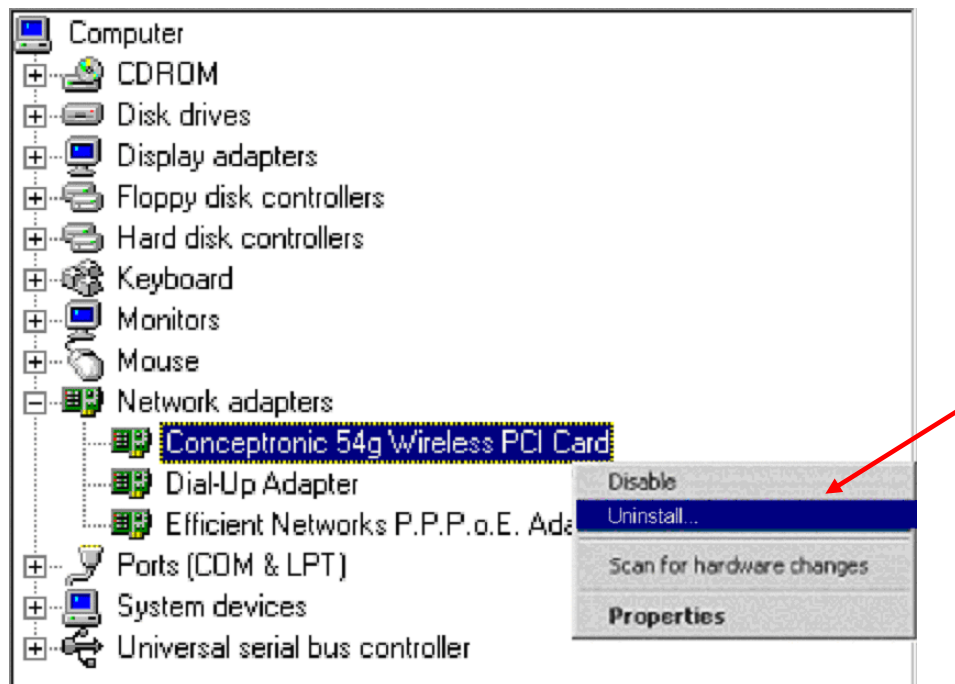 Computer
CDROM
Disk drives
Display adapters
Floppy disk controllers
Hard disk controllers
Keyboard
Monitors
Mouse
Network adapters
Conceptronic 54g Wireless PCI Card
Dial-Up Adapter
Disable
Efficient Networks P.P.P.o.E. Ada
Uninstall...
Ports (COM & LPT)
Scan for hardware changes
System devices
Properties
Universal serial bus controller